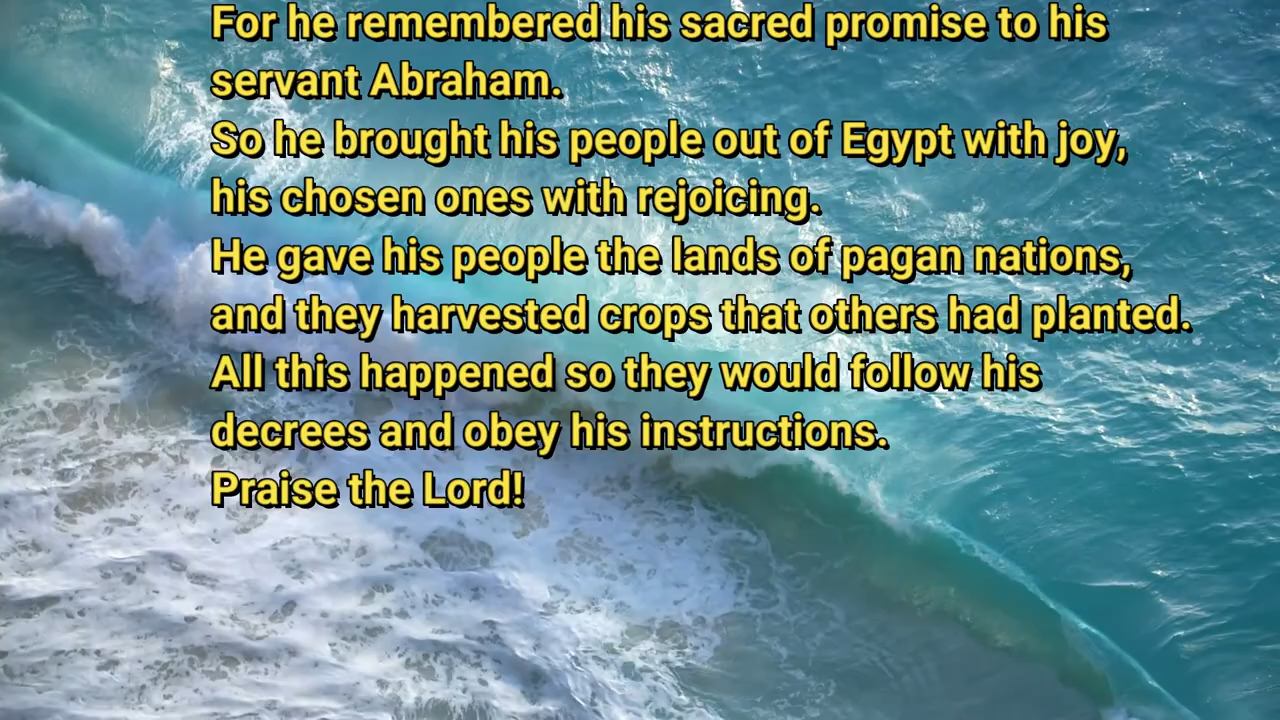 For he remembered his sacred promise to his
servant Abraham.
So he brought his people out of Egypt with joy,
his chosen ones with rejoicing.
He gave his people the lands of pagan nations,
and they harvested crops that others had planted.
All this happened so they would follow his
decrees and obey his instructions.
Praise the Lord!